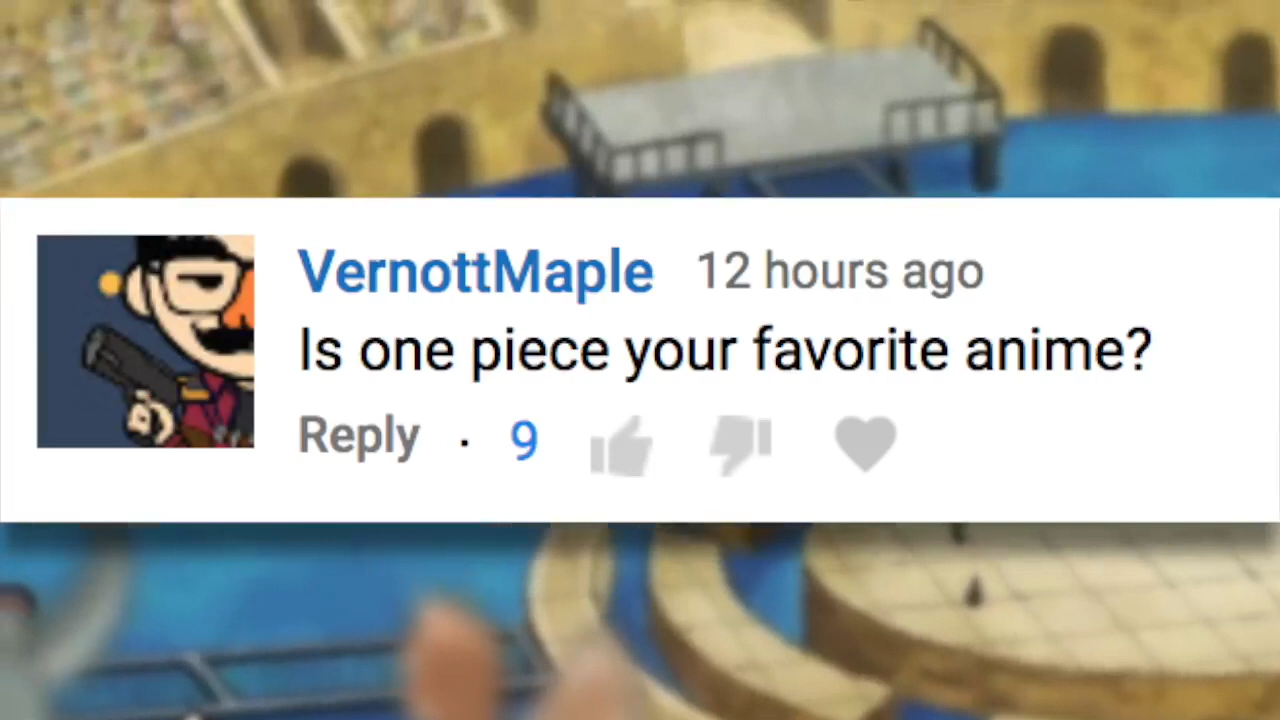 VernottMaple 12 hours ago
Is one piece your favorite anime?
Reply · 9